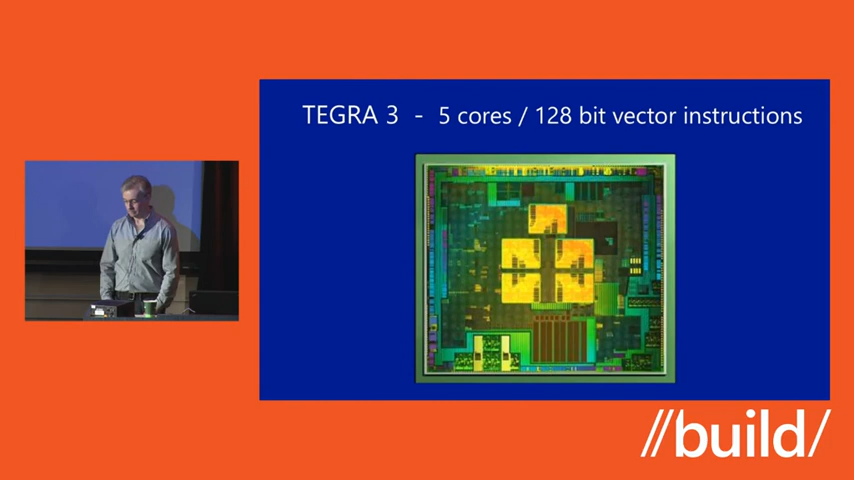 TEGRA 3 - 5 cores / 128 bit vector instructions
//build/